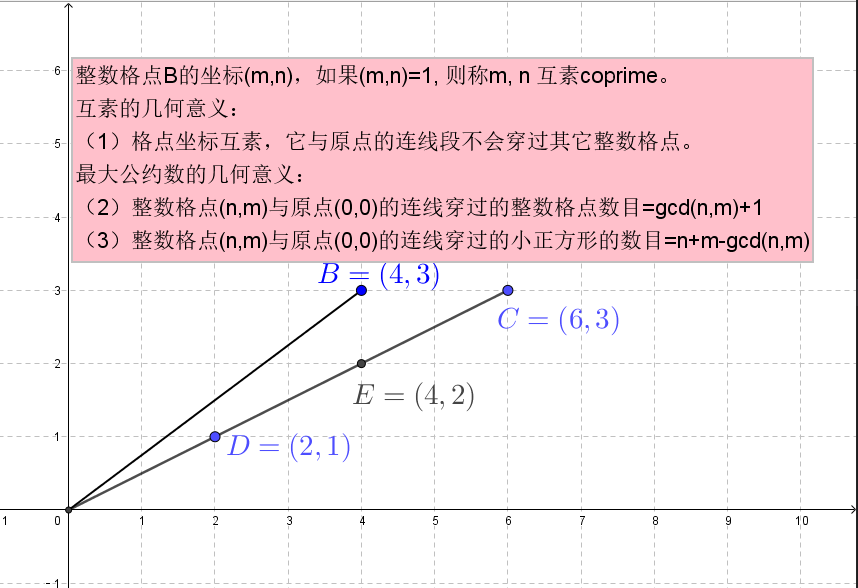 6
整数格点B的坐标(m,n)，如果(m,n)=1, 则称m, n 互素coprime。
互素的几何意义：
5
（1）格点坐标互素，它与原点的连线段不会穿过其它整数格点。
最大公约数的几何意义：
4
（2）整数格点(n,m)与原点(0,0)的连线穿过的整数格点数目=gcd(n,m)+1
（3）整数格点(n,m)与原点(0,0)的连线穿过的小正方形的数目=n+m-gcd(n,m)
B = (4, 3)
3
C = (6, 3)
2
E = (4, 2)
1
D = (2, 1)
1 0 1 2 3 4 5 6 7 8 9 10
-1